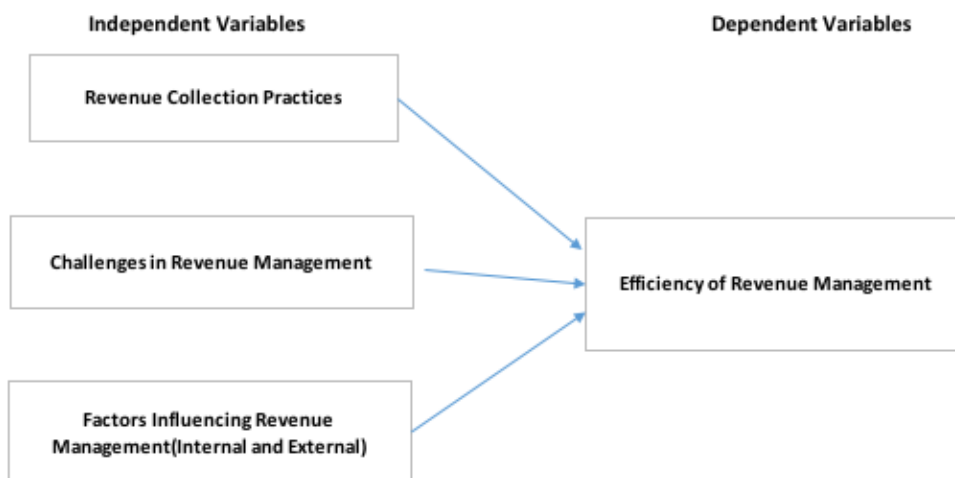 Independent Variables
Dependent Variables
Revenue Collection Practices
Challenges in Revenue Management
Efficiency of Revenue Management
Factors Influencing Revenue
Management(Internal and External)